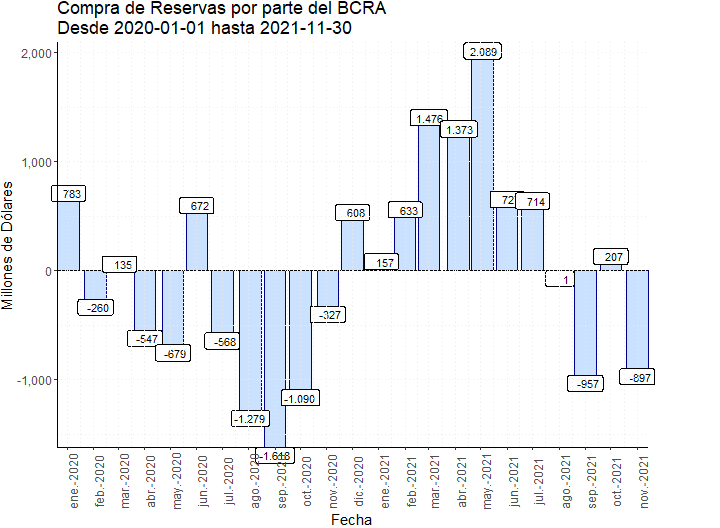 Compra de Reservas por parte del BCRA
Desde 2020-01-01 hasta 2021-11-30
Millones de Dólares
2,000
1,000
0
-1,000
783
-260
135
-547
-679
672
-568
-1.279
-1.090
-327
608
157
633
1.476
1.373
2.089
72
714
1
-957
207
-897
ene.-2020
feb.-2020
mar.-2020
abr.-2020
may.-2020
jun.-2020
jul.-2020
ago.-2020
sep.-2020
oct.-2020
nov.-2020
dic.-2020
ene.-2021
feb.-2021
mar.-2021
abr.-2021
may.-2021
jun.-2021
jul.-2021
ago.-2021
sep.-2021
oct.-2021
nov.-2021
Fecha